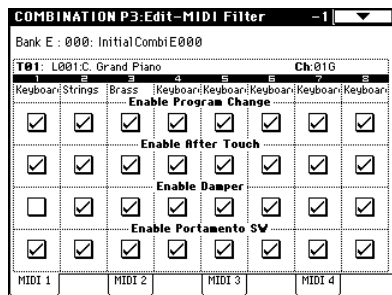 COMBINATION P3:Edit-MIDI Filter -1
Bank E : 000: InitialCombiE000
T01: L001:C. Grand Piano Ch:01G
1 2 3 4 5 6 7 8
Keyboar Strings Brass Keyboar Keyboar Keyboar Keyboar Keyboar
Enable Program Change
Enable After Touch
Enable Damper
Enable Portamento SW
MIDI 1 MIDI 2 MIDI 3 MIDI 4